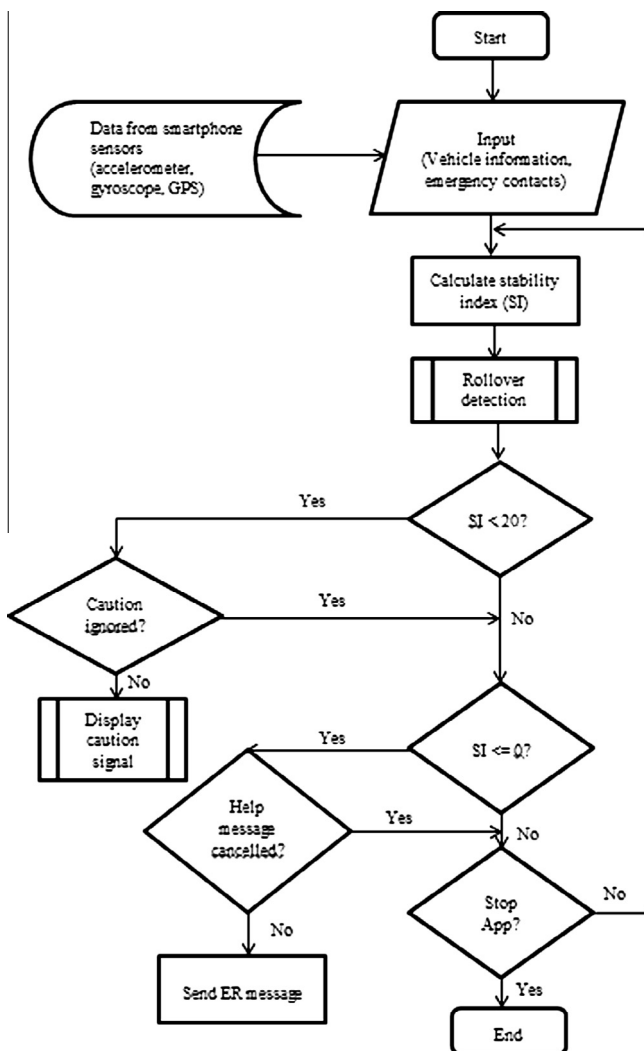 Start
Data from smartphone
sensors
(accelerometer,
gyroscope, GPS)
Input
(Vehicle information,
emergency contacts)
Calculate stability
index (SI)
Rollover
detection
Yes
SI < 20?
Caution
ignored?
Yes
No
No
Display
caution
signal
Yes
SI <= 0?
Help
message
cancelled?
Yes
No
Stop
App?
No
No
Send ER message
Yes
End